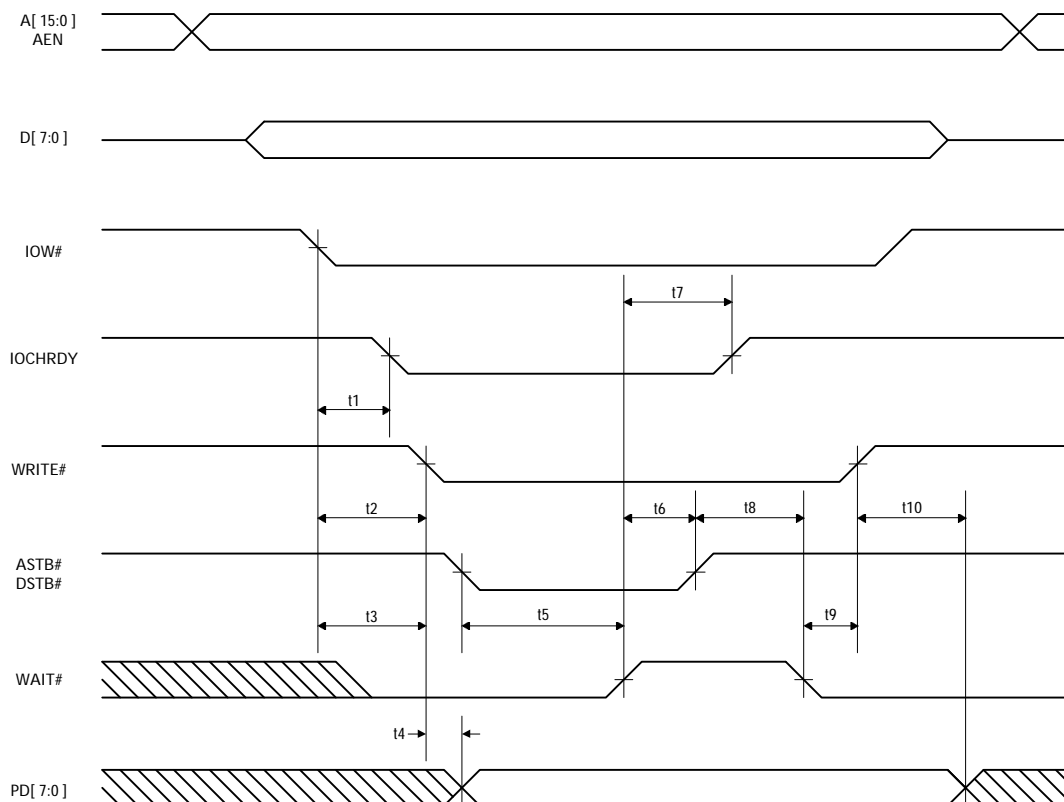 A[ 15:0 ]
AEN
D[ 7:0 ]
IOW#
t7
IOCHRDY
t1
WRITE#
t2
t6
t8
t10
ASTB#
DSTB#
t3
t5
t9
WAIT#
t4
PD[ 7:0 ]